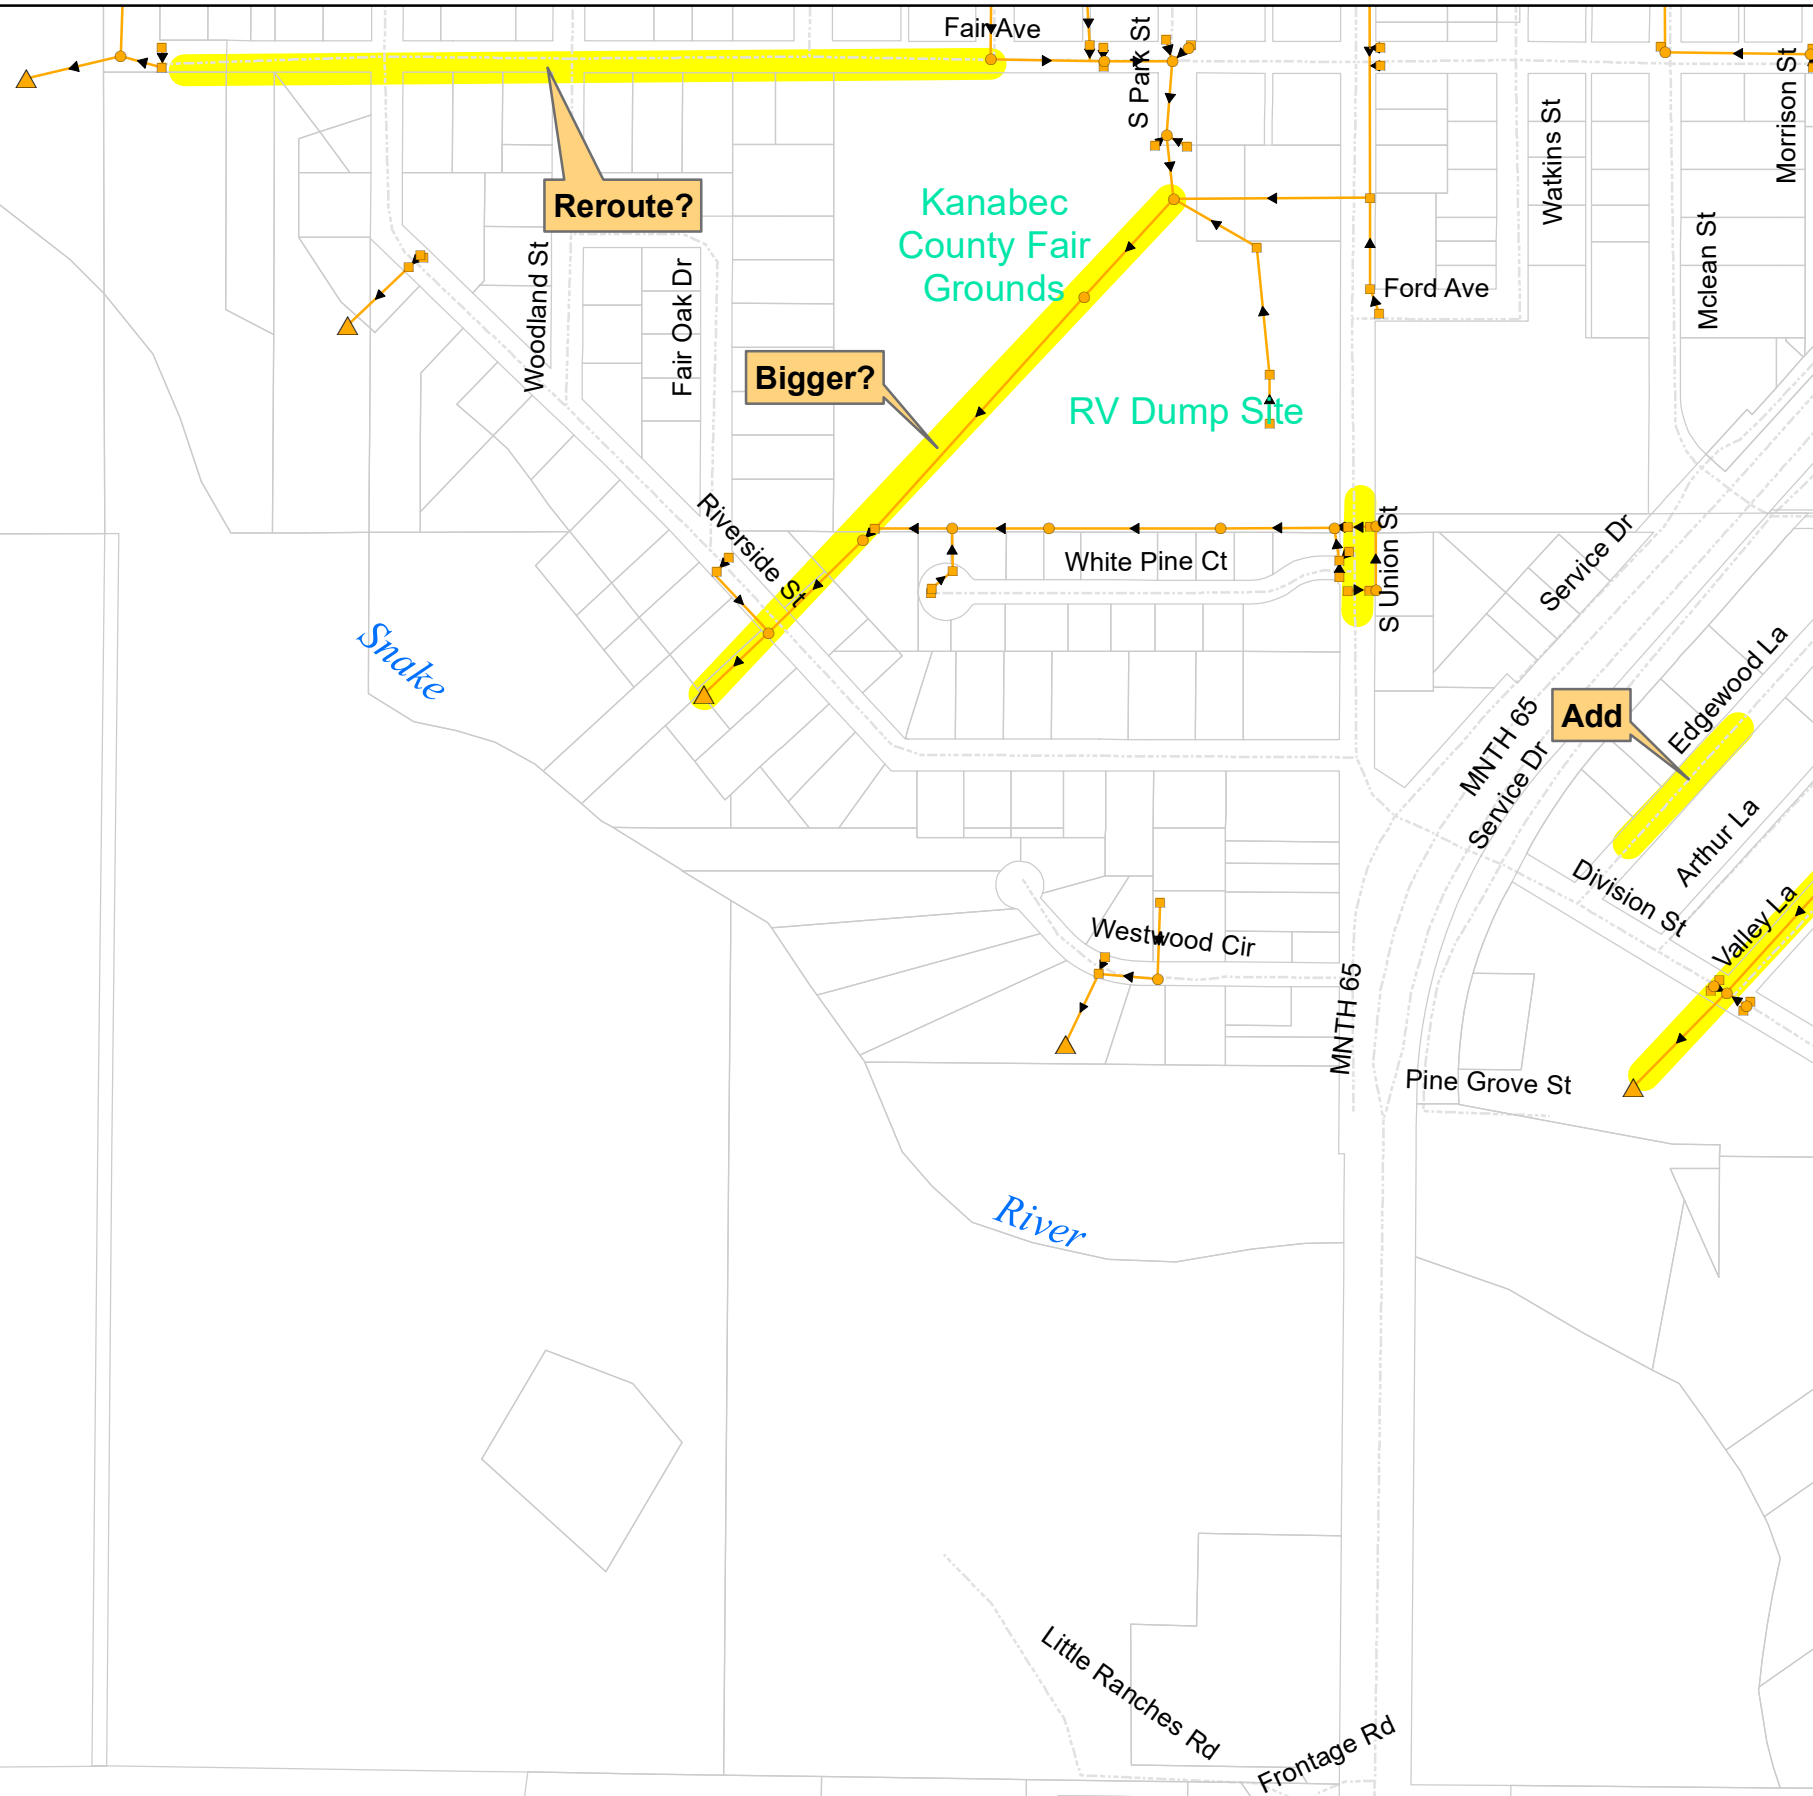 Fair Ave
S Park St
Morrison St
Watkins St
Reroute?
Kanabec
County Fair
Grounds
Woodland St
Fair Oak Dr
Ford Ave
Mclean St
Bigger?
RV Dump Site
Riverside St
White Pine Ct
S Union St
Service Dr
Snake
Edgewood La
Add
MNTH 65
Service Dr
Arthur La
Division St
Valley La
Westwood Cir
MNTH 65
Pine Grove St
River
Little Ranches Rd
Frontage Rd